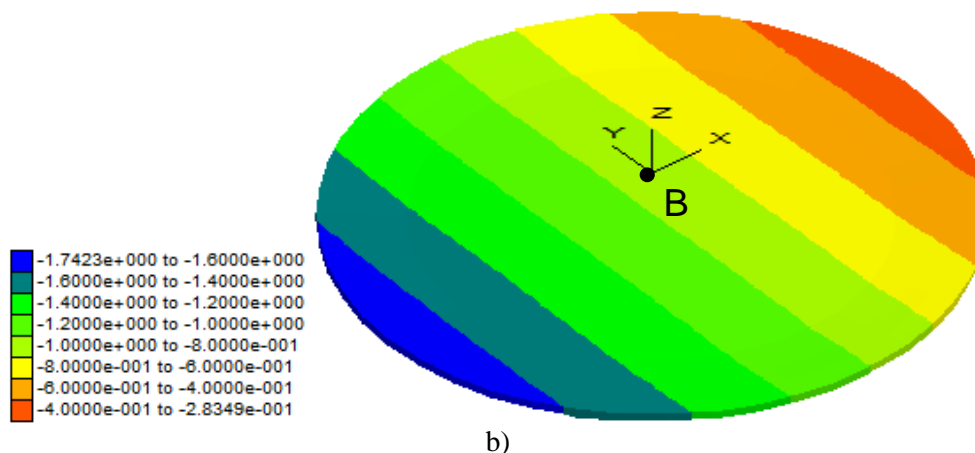 Z
Y
X
B
-1.7423e+000 to -1.6000e+000
-1.6000e+000 to -1.4000e+000
-1.4000e+000 to -1.2000e+000
-1.2000e+000 to -1.0000e+000
-1.0000e+000 to -8.0000e-001
-8.0000e-001 to -6.0000e-001
-6.0000e-001 to -4.0000e-001
-4.0000e-001 to -2.8349e-001
b)